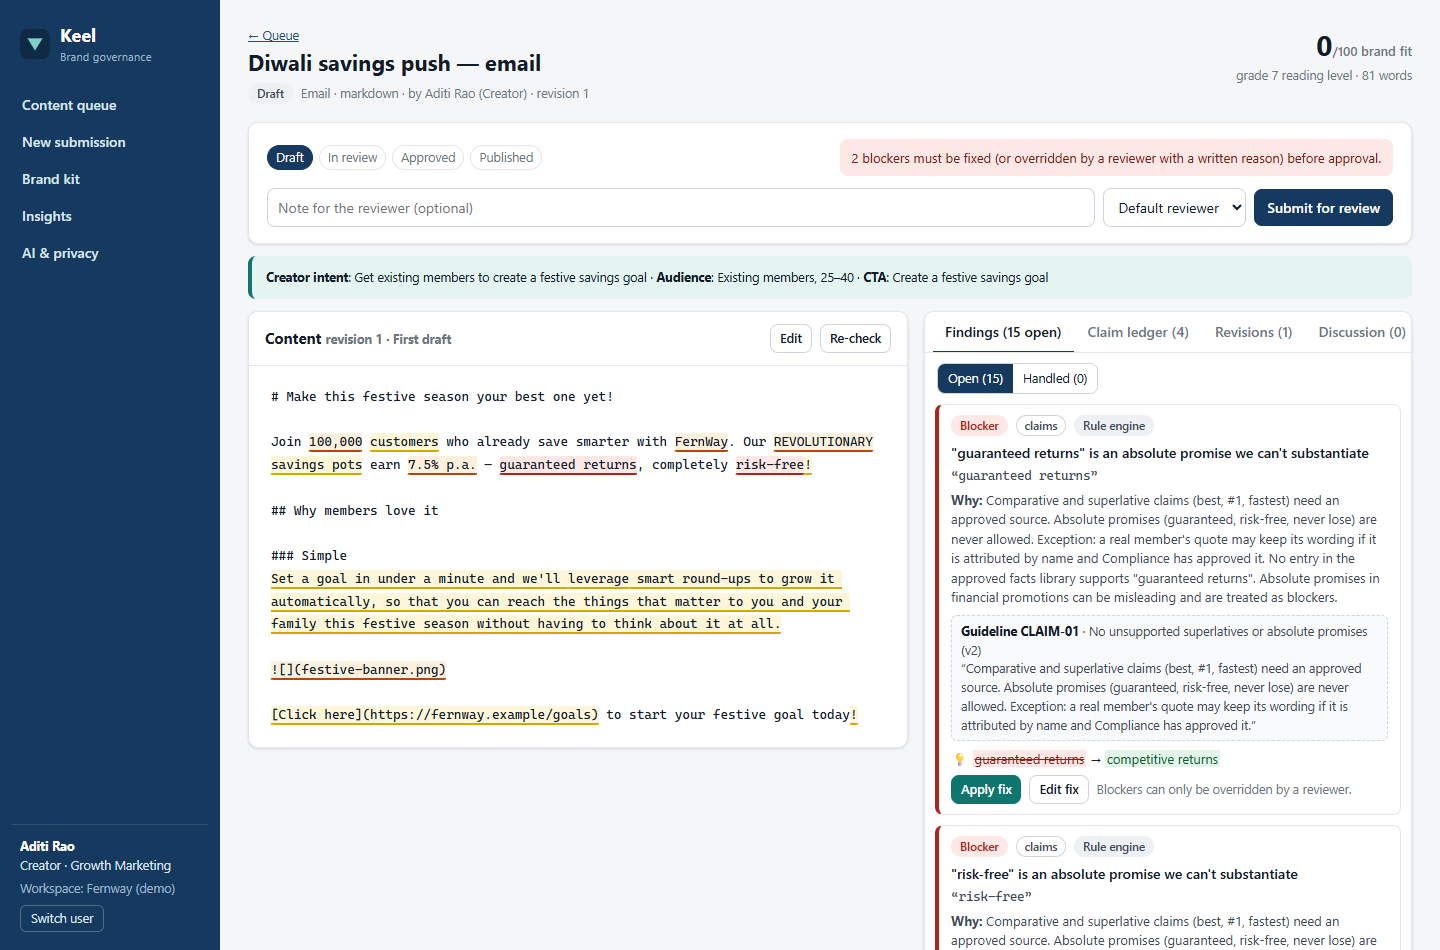 Keel
Brand governance
Content queue
New submission
Brand kit
Insights
AI & privacy
Aditi Rao
Creator · Growth Marketing
Workspace: Fernway (demo)
Switch user
← Queue
Diwali savings push — email
Draft Email · markdown · by Aditi Rao (Creator) · revision 1
0/100 brand fit
grade 7 reading level · 81 words
Draft In review Approved Published
2 blockers must be fixed (or overridden by a reviewer with a written reason) before approval.
Note for the reviewer (optional) Default reviewer Submit for review
Creator intent: Get existing members to create a festive savings goal · Audience: Existing members, 25–40 · CTA: Create a festive savings goal
Content revision 1 · First draft Edit Re-check
# Make this festive season your best one yet!
Join 100,000 customers who already save smarter with FernWay. Our REVOLUTIONARY
savings pots earn 7.5% p.a. — guaranteed returns, completely risk-free!
## Why members love it
### Simple
Set a goal in under a minute and we'll leverage smart round-ups to grow it
automatically, so that you can reach the things that matter to you and your
family this festive season without having to think about it at all.
![](festive-banner.png)
[Click here](https://fernway.example/goals) to start your festive goal today!
Findings (15 open) Claim ledger (4) Revisions (1) Discussion (0)
Open (15) Handled (0)
Blocker claims Rule engine
"guaranteed returns" is an absolute promise we can't substantiate
“guaranteed returns”
Why: Comparative and superlative claims (best, #1, fastest) need an
approved source. Absolute promises (guaranteed, risk-free, never lose) are
never allowed. Exception: a real member's quote may keep its wording if it
is attributed by name and Compliance has approved it. No entry in the
approved facts library supports "guaranteed returns". Absolute promises in
financial promotions can be misleading and are treated as blockers.
Guideline CLAIM-01 · No unsupported superlatives or absolute promises
(v2)
“Comparative and superlative claims (best, #1, fastest) need an approved
source. Absolute promises (guaranteed, risk-free, never lose) are never
allowed. Exception: a real member's quote may keep its wording if it is
attributed by name and Compliance has approved it.”
guaranteed returns → competitive returns
Apply fix Edit fix Blockers can only be overridden by a reviewer.
Blocker claims Rule engine
"risk-free" is an absolute promise we can't substantiate
“risk-free”
Why: Comparative and superlative claims (best, #1, fastest) need an
approved source. Absolute promises (guaranteed, risk-free, never lose) are